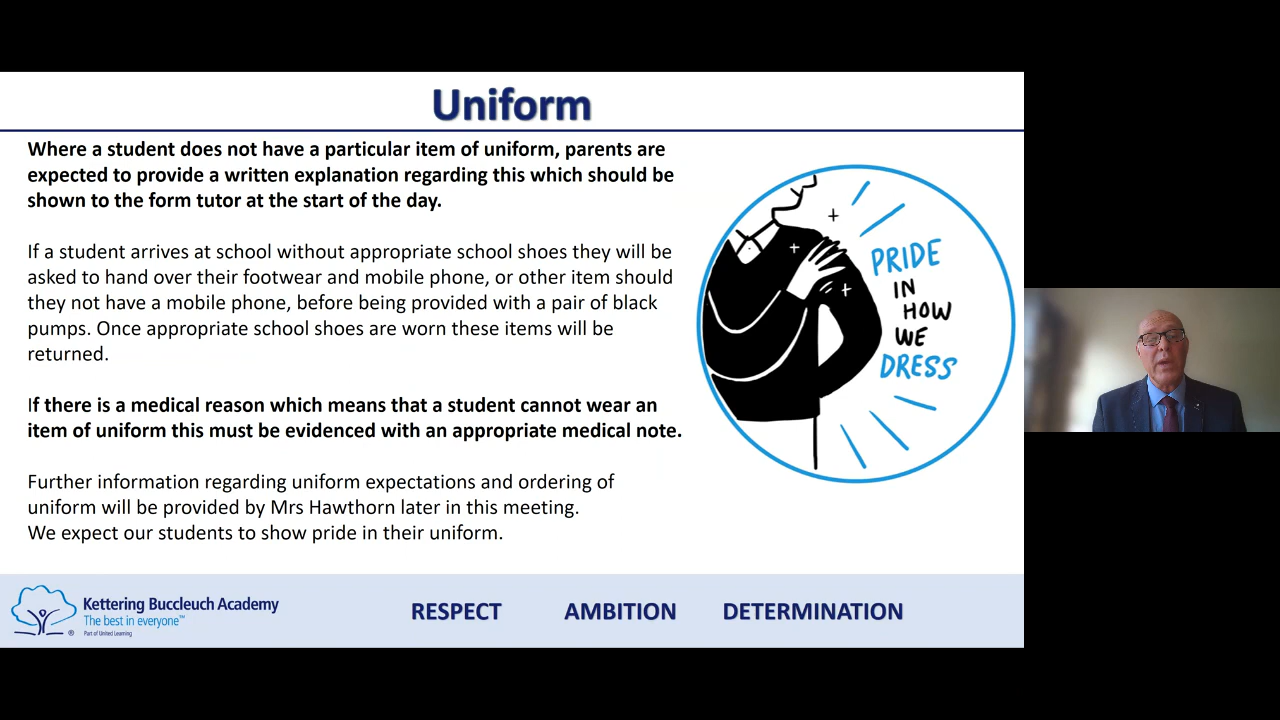 Uniform
Where a student does not have a particular item of uniform, parents are
expected to provide a written explanation regarding this which should be
shown to the form tutor at the start of the day.
If a student arrives at school without appropriate school shoes they will be
asked to hand over their footwear and mobile phone, or other item should
they not have a mobile phone, before being provided with a pair of black
pumps. Once appropriate school shoes are worn these items will be
returned.
If there is a medical reason which means that a student cannot wear an
item of uniform this must be evidenced with an appropriate medical note.
Further information regarding uniform expectations and ordering of
uniform will be provided by Mrs Hawthorn later in this meeting.
We expect our students to show pride in their uniform.
PRIDE
IN
HOW
WE
DRESS
Kettering Buccleuch Academy
The best in everyone™
Part of United Learning
®
RESPECT AMBITION DETERMINATION